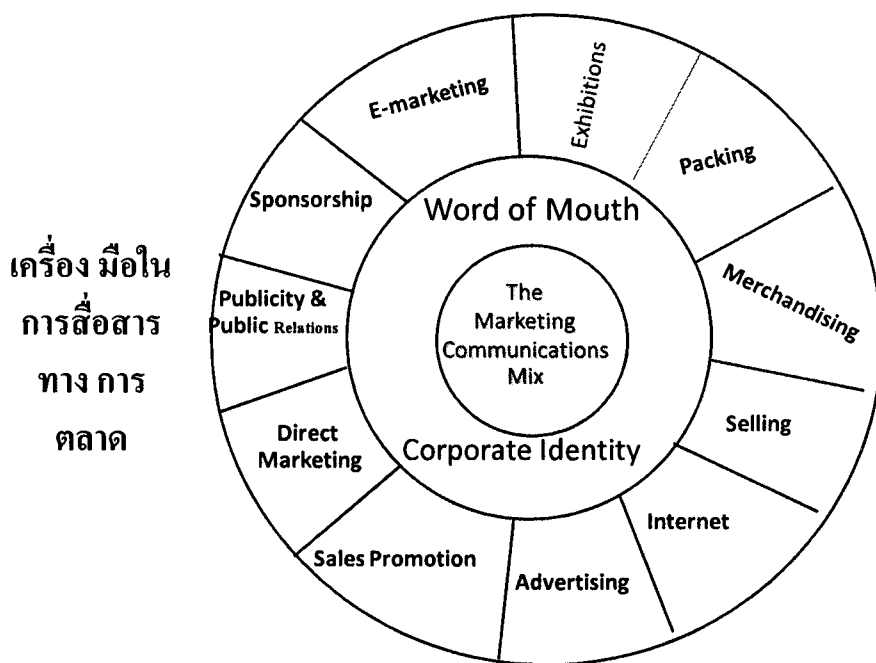 เครื่อง มือใน
การสื่อสาร
ทาง การ
ตลาด
E-marketing
Exhibitions
Packing
Merchandising
Selling
Internet
Advertising
Sales Promotion
Direct
Marketing
Publicity &
Public Relations
Sponsorship
Word of Mouth
The
Marketing
Communications
Mix
Corporate Identity